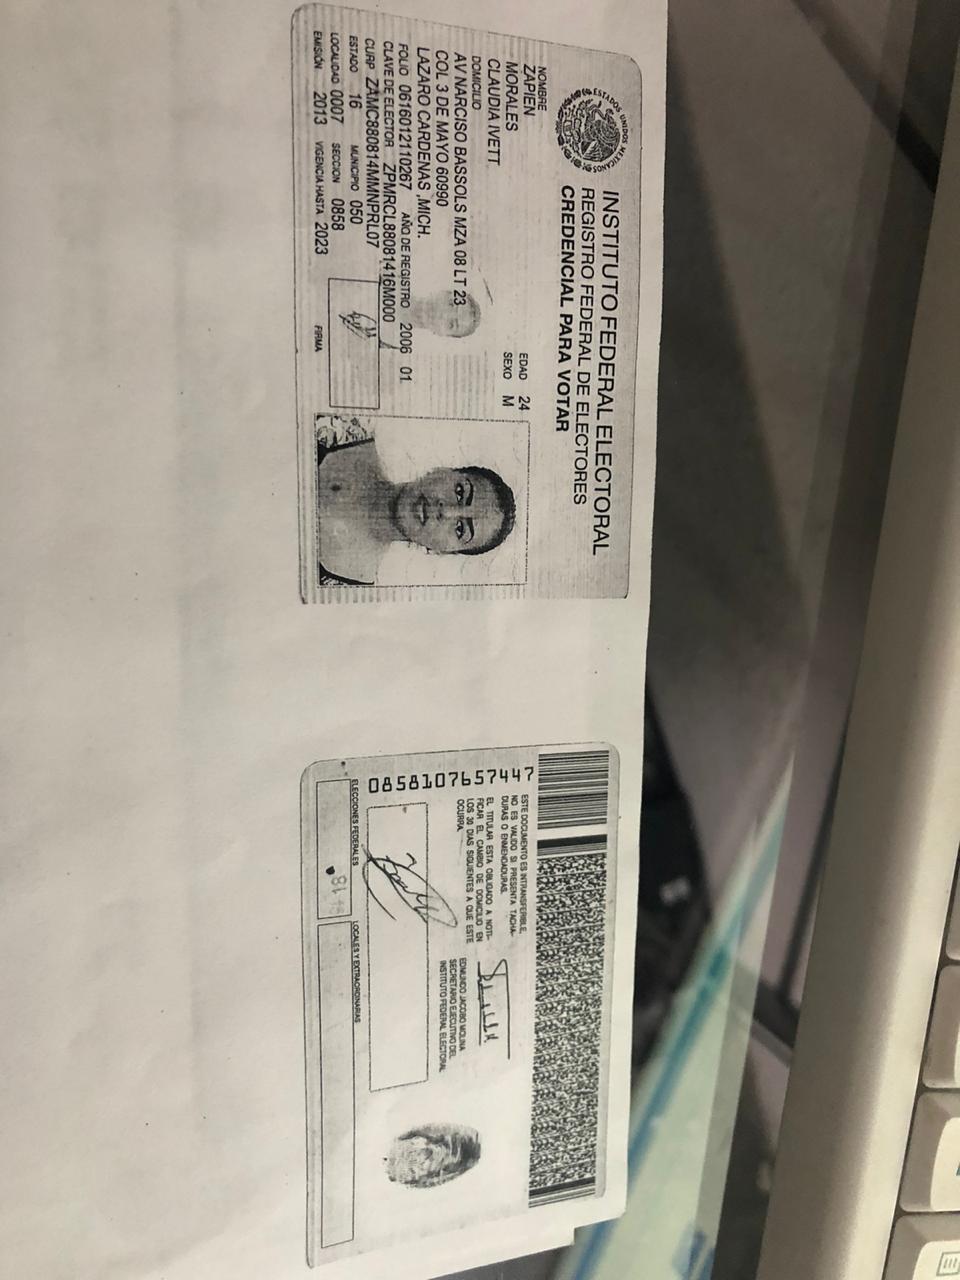 ESTADOS UNIDOS MEXICANOS
INSTITUTO FEDERAL ELECTORAL
REGISTRO FEDERAL DE ELECTORES
CREDENCIAL PARA VOTAR
NOMBRE
ZAPIEN
MORALES
CLAUDIA IVETT
EDAD 24
SEXO M
DOMICILIO
AV NARCISO BASSOLS MZA 08 LT 23
COL 3 DE MAYO 60990
LAZARO CARDENAS ,MICH.
FOLIO 0616012110267 AÑO DE REGISTRO 2006 01
CLAVE DE ELECTOR ZPMRCL88081416M000
CURP ZAMC880814MMNPRL07
ESTADO 16 MUNICIPIO 050
LOCALIDAD 0007 SECCION 0858
EMISIÓN 2013 VIGENCIA HASTA 2023
FIRMA
0858107657447
ESTE DOCUMENTO ES INTRANSFERIBLE,
NO ES VALIDO SI PRESENTA TACHA-
DURAS O ENMENDADURAS.
EL TITULAR ESTA OBLIGADO A NOTI-
FICAR EL CAMBIO DE DOMICILIO EN
LOS 30 DIAS SIGUIENTES A QUE ESTE
OCURRA.
EDMUNDO JACOBO MOLINA
SECRETARIO EJECUTIVO DEL
INSTITUTO FEDERAL ELECTORAL
ELECCIONES FEDERALES
LOCALES Y EXTRAORDINARIAS
18